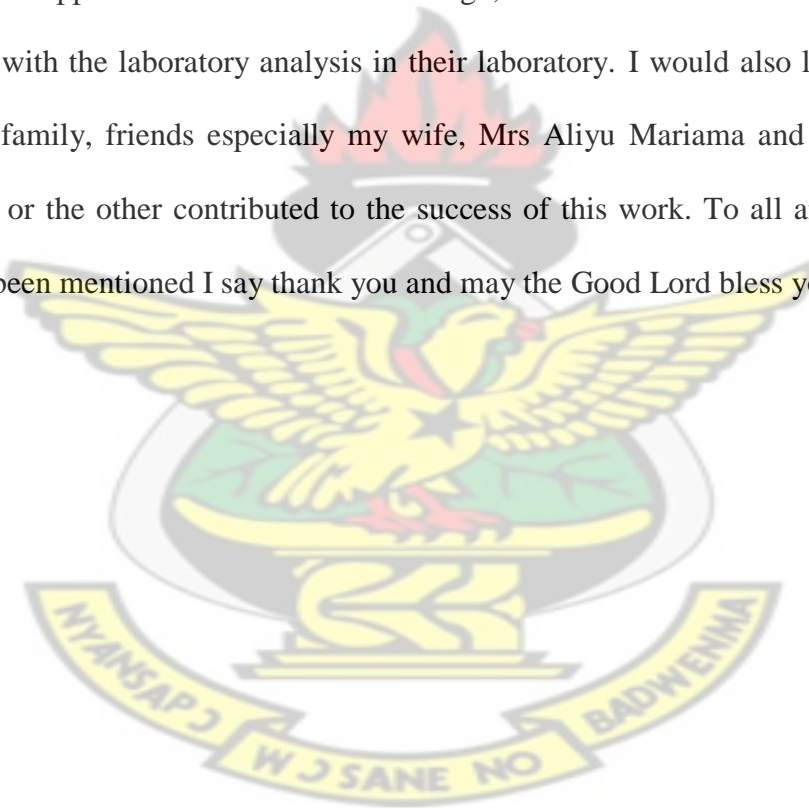 with the laboratory analysis in their laboratory. I would also l
family, friends especially my wife, Mrs Aliyu Mariama and
or the other contributed to the success of this work. To all a
been mentioned I say thank you and may the Good Lord bless y
NYANSAPƆ
WƆ SANE NO
BADWENMA